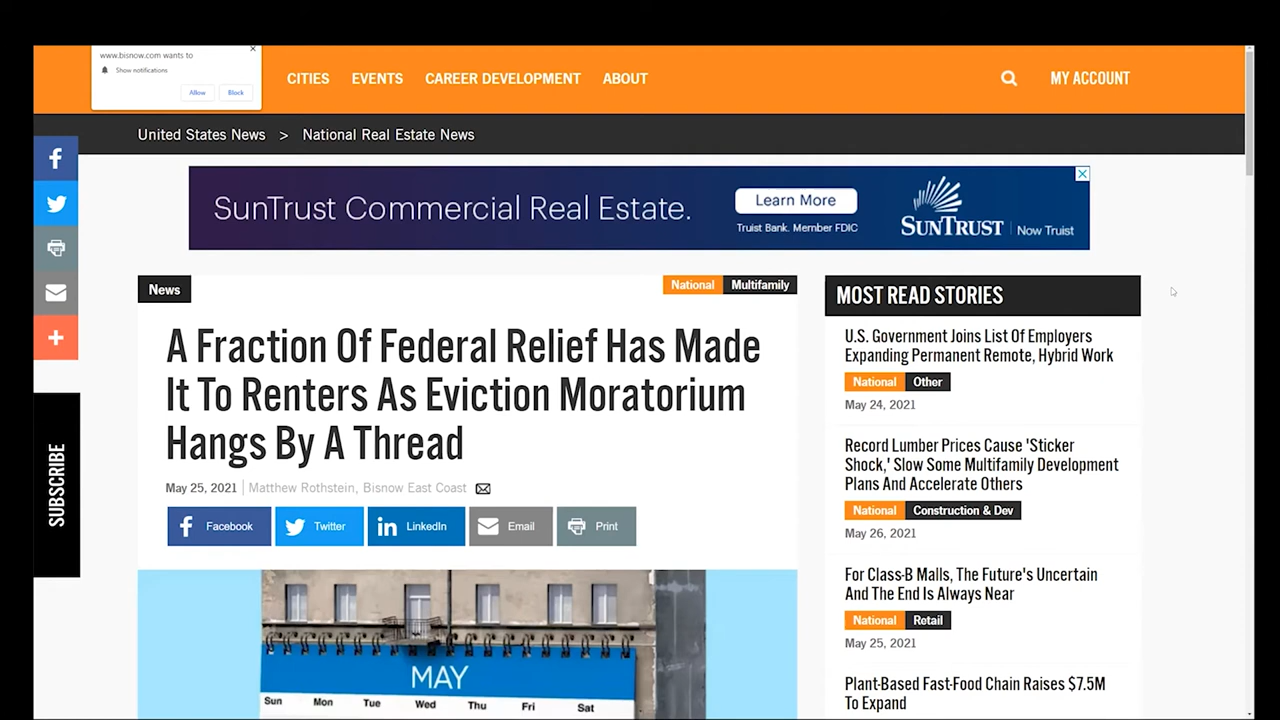 www.bisnow.com wants to
Show notifications
Allow Block
CITIES EVENTS CAREER DEVELOPMENT ABOUT
MY ACCOUNT
United States News > National Real Estate News
SunTrust Commercial Real Estate.
Learn More
Truist Bank. Member FDIC
SUNTRUST Now Truist
SUBSCRIBE
News
National Multifamily
A Fraction Of Federal Relief Has Made
It To Renters As Eviction Moratorium
Hangs By A Thread
May 25, 2021 | Matthew Rothstein, Bisnow East Coast
Facebook Twitter LinkedIn Email Print
MAY
Sun Mon Tue Wed Thu Fri Sat
MOST READ STORIES
U.S. Government Joins List Of Employers
Expanding Permanent Remote, Hybrid Work
National Other
May 24, 2021
Record Lumber Prices Cause 'Sticker
Shock,' Slow Some Multifamily Development
Plans And Accelerate Others
National Construction & Dev
May 26, 2021
For Class-B Malls, The Future's Uncertain
And The End Is Always Near
National Retail
May 25, 2021
Plant-Based Fast-Food Chain Raises $7.5M
To Expand